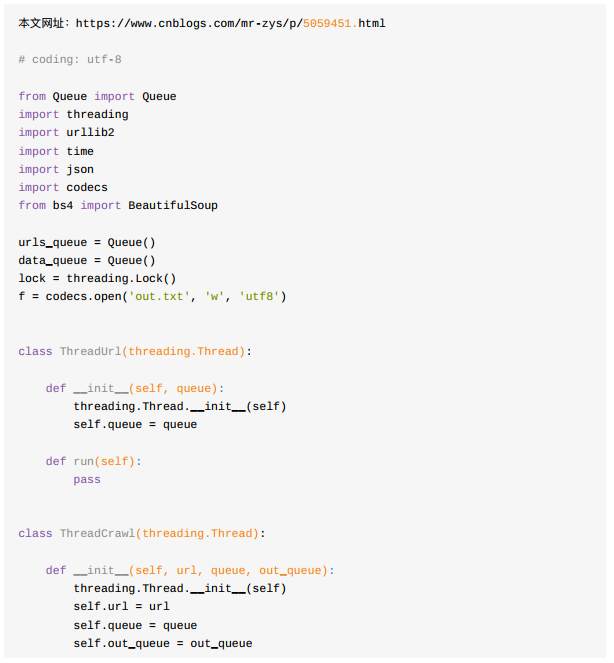 本文网址：https://www.cnblogs.com/mr-zys/p/5059451.html
# coding: utf-8
from Queue import Queue
import threading
import urllib2
import time
import json
import codecs
from bs4 import BeautifulSoup
urls_queue = Queue()
data_queue = Queue()
lock = threading.Lock()
f = codecs.open('out.txt', 'w', 'utf8')
class ThreadUrl(threading.Thread):
    def __init__(self, queue):
        threading.Thread.__init__(self)
        self.queue = queue
    def run(self):
        pass
class ThreadCrawl(threading.Thread):
    def __init__(self, url, queue, out_queue):
        threading.Thread.__init__(self)
        self.url = url
        self.queue = queue
        self.out_queue = out_queue